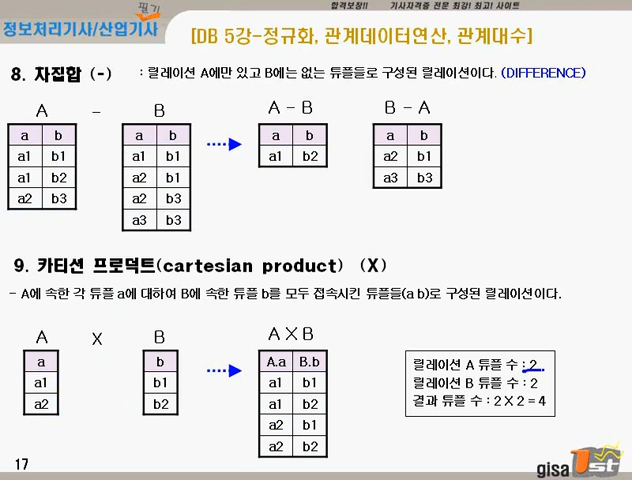 합격보장!! 기사자격증 전문 최강! 최고! 사이트
필기
정보처리기사/산업기사
[DB 5강-정규화, 관계데이터연산, 관계대수]
8. 차집합 (-) : 릴레이션 A에만 있고 B에는 없는 튜플들로 구성된 릴레이션이다. (DIFFERENCE)
A - B A - B B - A
a b a b a b a b
a1 b1 a1 b1 a1 b2 a2 b1
a1 b2 a2 b1 a3 b3
a2 b3 a2 b3
a3 b3
9. 카티션 프로덕트(cartesian product) (X)
- A에 속한 각 튜플 a에 대하여 B에 속한 튜플 b를 모두 접속시킨 튜플들(a b)로 구성된 릴레이션이다.
A X B A X B
a b A.a B.b
a1 b1 a1 b1
a2 b2 a1 b2
a2 b1
a2 b2
릴레이션 A 튜플 수 : 2
릴레이션 B 튜플 수 : 2
결과 튜플 수 : 2 X 2 = 4
17
gisa 1st